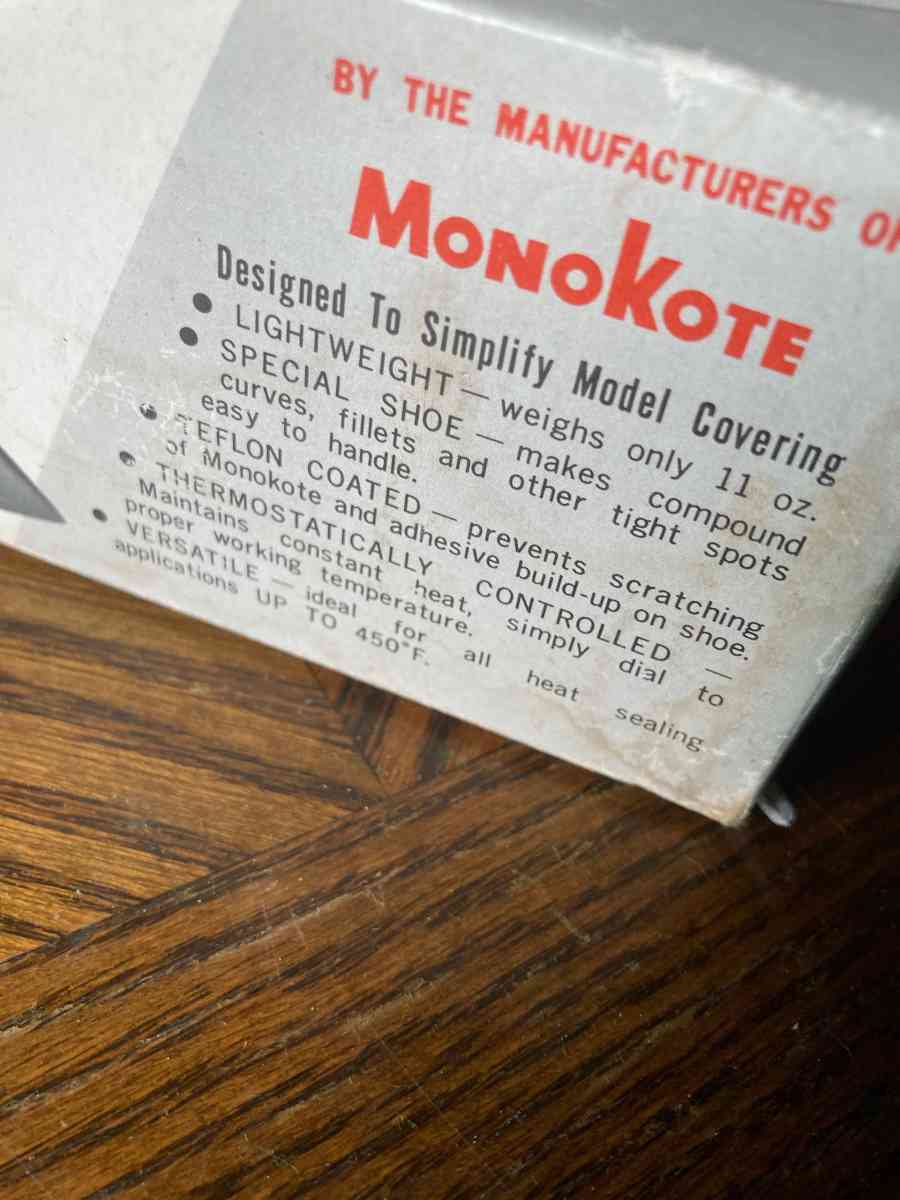 BY THE MANUFACTURERS OF
MONOKOTE
Designed To Simplify Model Covering
● LIGHTWEIGHT — weighs only 11 oz.
● SPECIAL SHOE — makes compound
curves, fillets and other tight spots
easy to handle.
● TEFLON COATED — prevents scratching
of Monokote and adhesive build-up on shoe.
● THERMOSTATICALLY CONTROLLED —
Maintains constant heat, simply dial to
proper working temperature.
● VERSATILE — ideal for all heat sealing
applications UP TO 450°F.